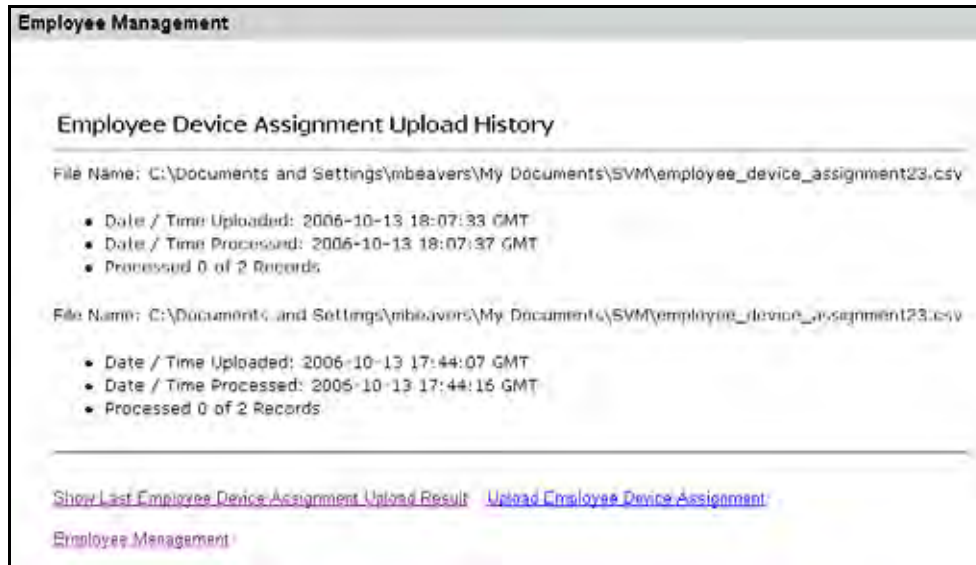 Employee Management
Employee Device Assignment Upload History
File Name: C:\Documents and Settings\mbeavers\My Documents\SVM\employee_device_assignment23.csv
• Date / Time Uploaded: 2006-10-13 18:07:33 GMT
• Date / Time Processed: 2006-10-13 18:07:37 GMT
• Processed 0 of 2 Records
File Name: C:\Documents and Settings\mbeavers\My Documents\SVM\employee_device_assignment23.csv
• Date / Time Uploaded: 2006-10-13 17:44:07 GMT
• Date / Time Processed: 2006-10-13 17:44:16 GMT
• Processed 0 of 2 Records
Show Last Employee Device Assignment Upload Result Upload Employee Device Assignment
Employee Management